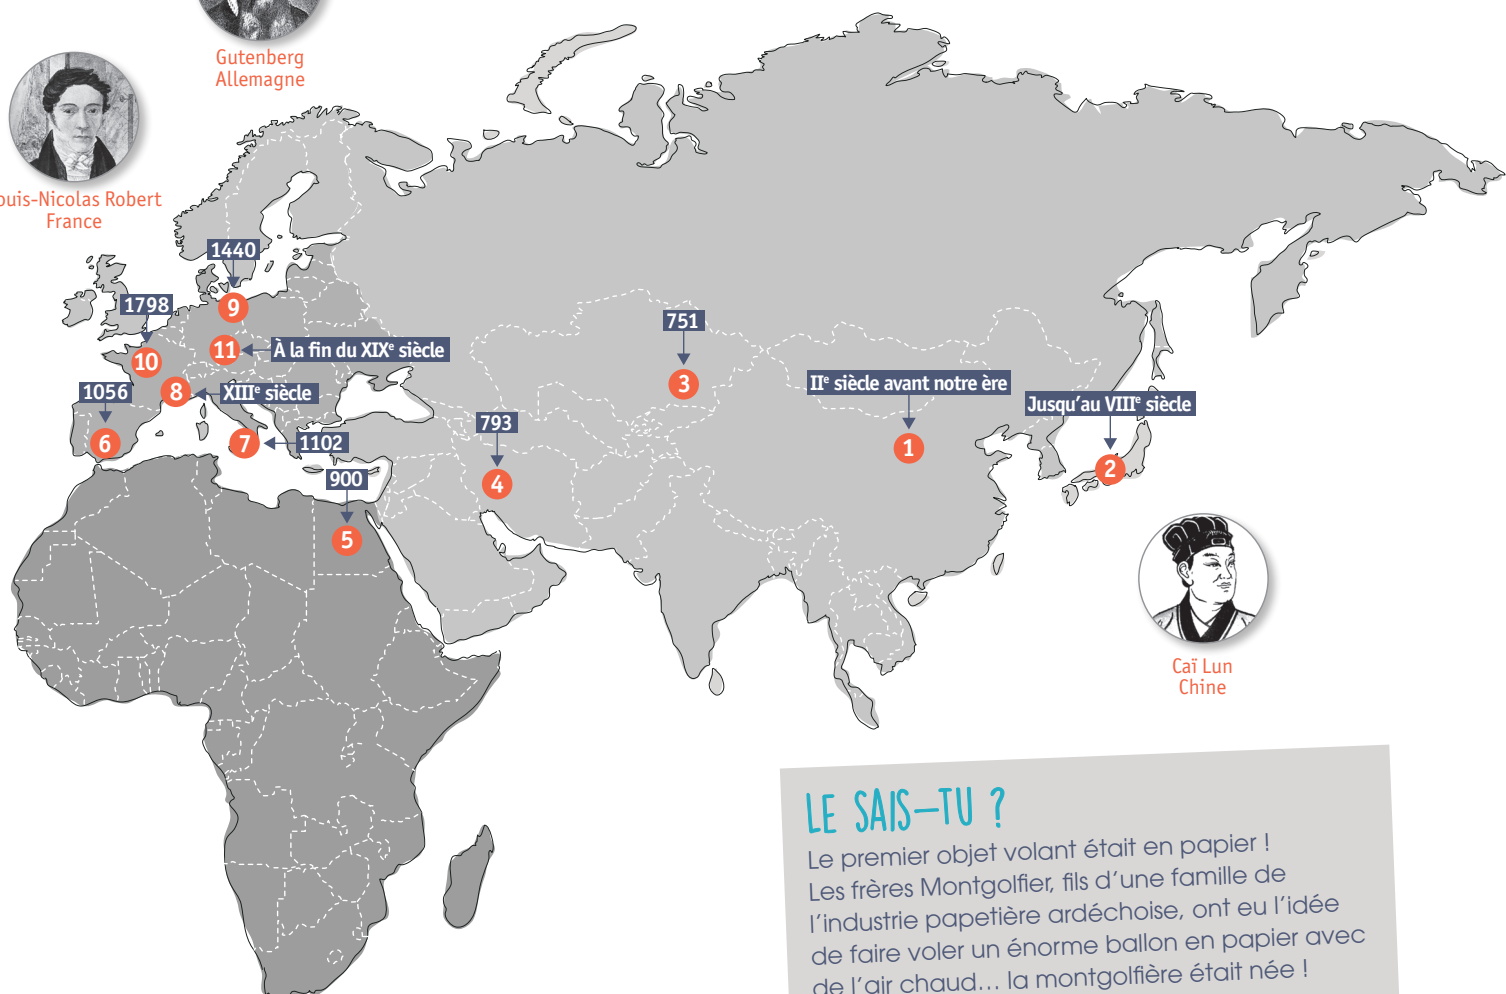 Gutenberg
Allemagne
ouis-Nicolas Robert
France
1440
9
1798
10
11
À la fin du XIXe siècle
8
XIIIe siècle
1056
6
7
1102
900
5
793
4
751
3
IIe siècle avant notre ère
1
Jusqu'au VIIIe siècle
2
Caï Lun
Chine
LE SAIS-TU ?
Le premier objet volant était en papier !
Les frères Montgolfier, fils d'une famille de
l'industrie papetière ardéchoise, ont eu l'idée
de faire voler un énorme ballon en papier avec
de l'air chaud... la montgolfière était née !